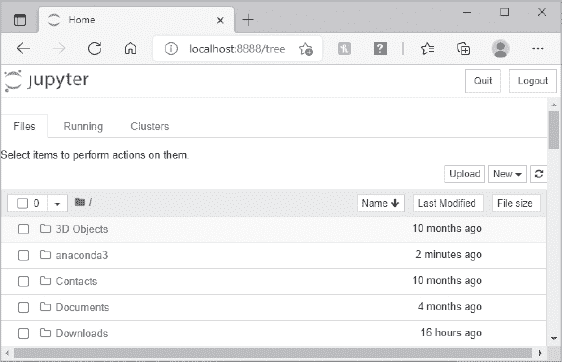 Home
localhost:8888/tree
jupyter
Quit
Logout
Files
Running
Clusters
Select items to perform actions on them.
Upload
New
0
/
Name
Last Modified
File size
3D Objects
10 months ago
anaconda3
2 minutes ago
Contacts
10 months ago
Documents
4 months ago
Downloads
16 hours ago